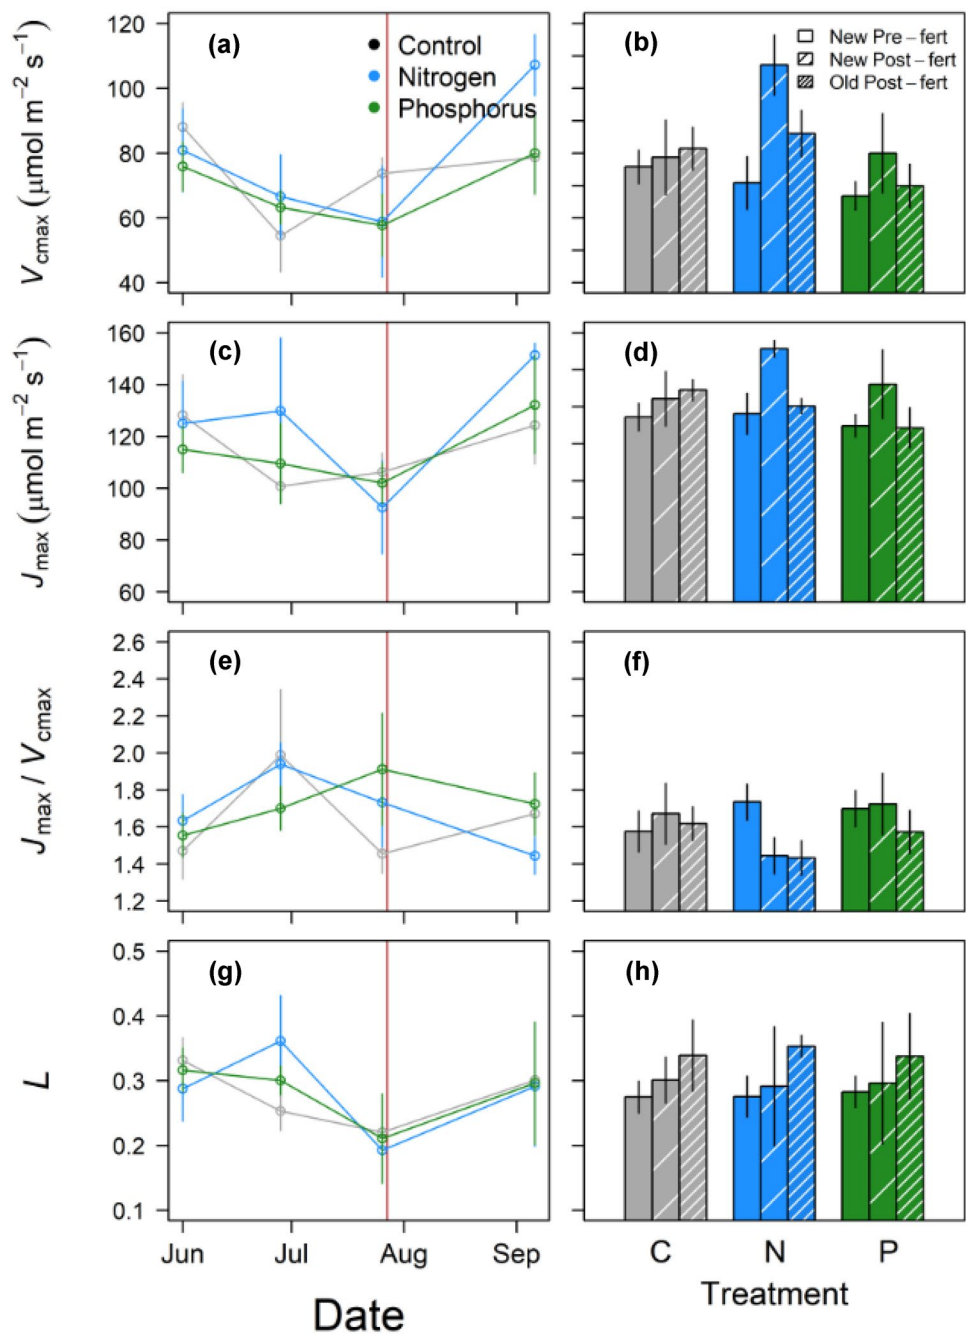 (a)
Control
Nitrogen
Phosphorus
Vcmax (μmol m−2 s−1)
120
100
80
60
40
(b)
New Pre−fert
New Post−fert
Old Post−fert
(c)
Jmax (μmol m−2 s−1)
160
140
120
100
80
60
(d)
(e)
Jmax / Vcmax
2.6
2.4
2.2
2.0
1.8
1.6
1.4
1.2
(f)
(g)
L
0.5
0.4
0.3
0.2
0.1
(h)
Jun Jul Aug Sep
Date
C N P
Treatment